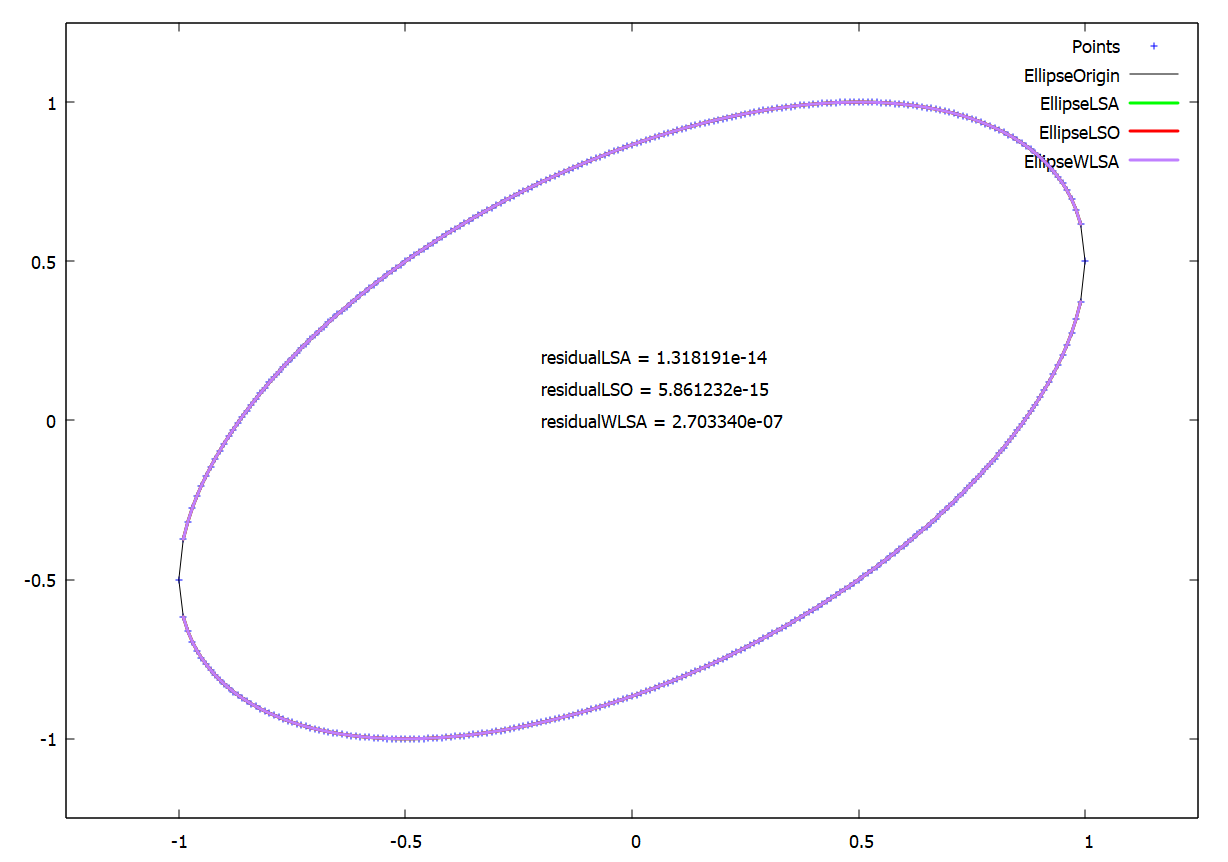 Points
EllipseOrigin
1
EllipseLSA
EllipseLSO
EllipseWLSA
0.5
residualLSA = 1.318191e-14
residualLSO = 5.861232e-15
0
residualWLSA = 2.703340e-07
-0.5
-1
-1 -0.5 0 0.5 1